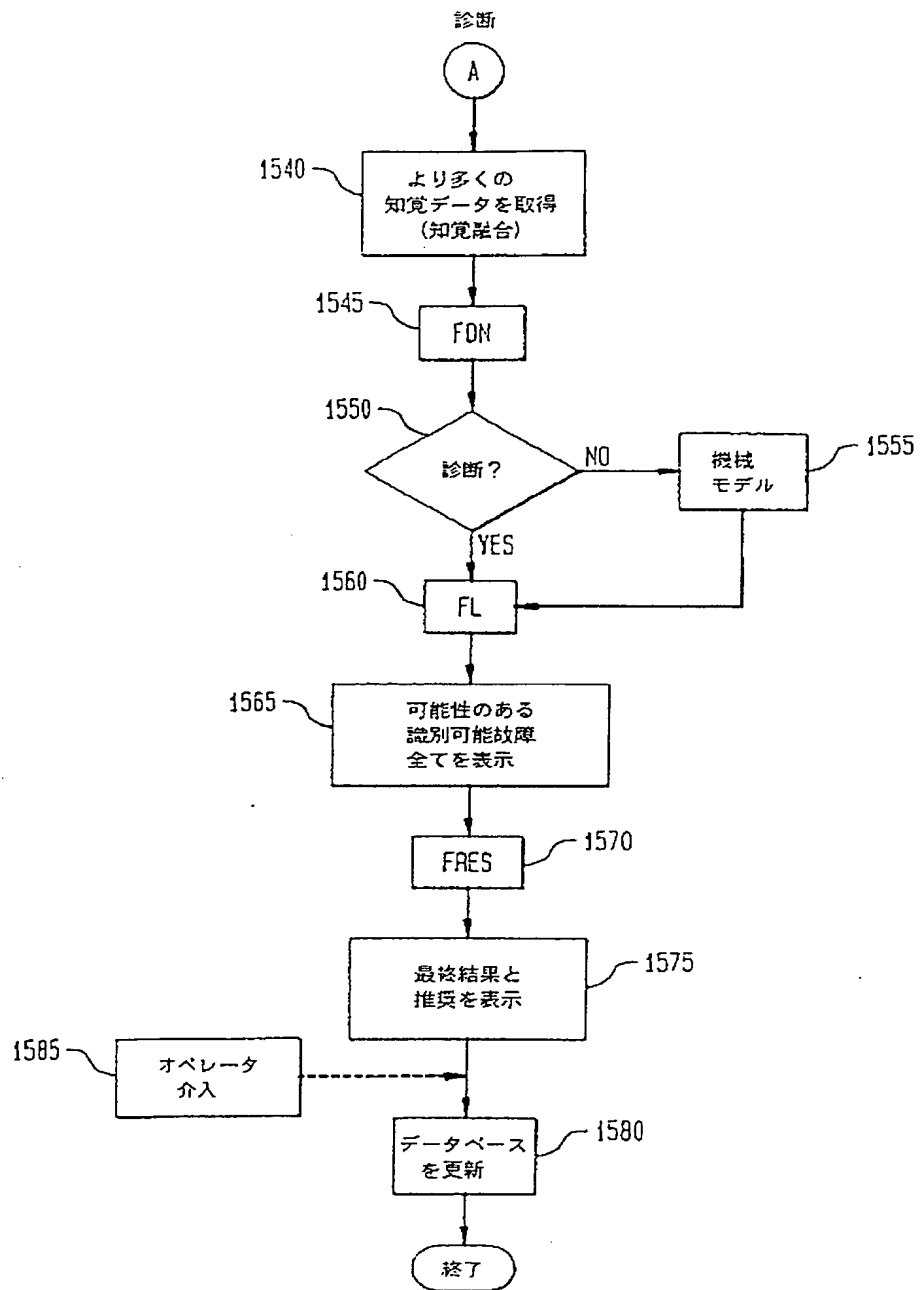 診断
A
1540
より多くの
知覚データを取得
(知覚融合)
1545
FDN
1550
診断?
NO
機械
モデル
1555
YES
1560
FL
1565
可能性のある
識別可能故障
全てを表示
FRES
1570
最終結果と
推奨を表示
1575
1585
オペレータ
介入
データベース
を更新
1580
終了